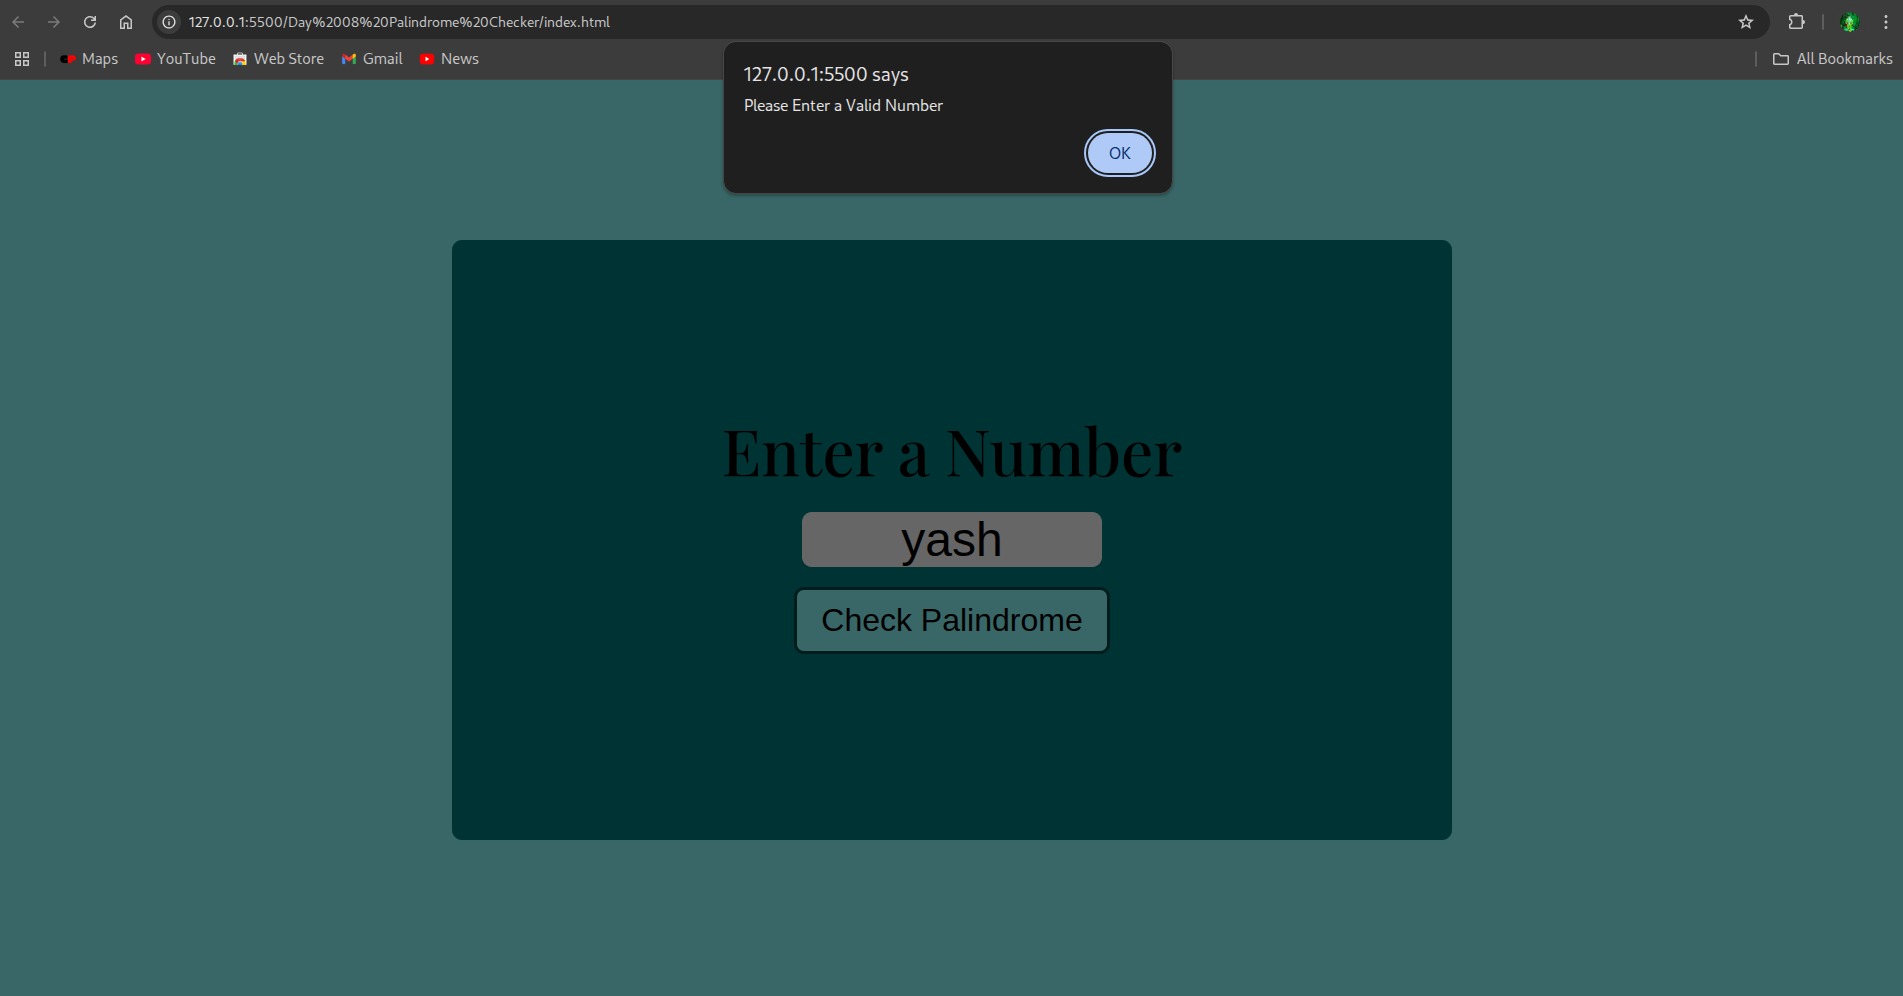 127.0.0.1:5500/Day%2008%20Palindrome%20Checker/index.html
Maps YouTube Web Store Gmail News All Bookmarks
127.0.0.1:5500 says
Please Enter a Valid Number
OK
Enter a Number
yash
Check Palindrome